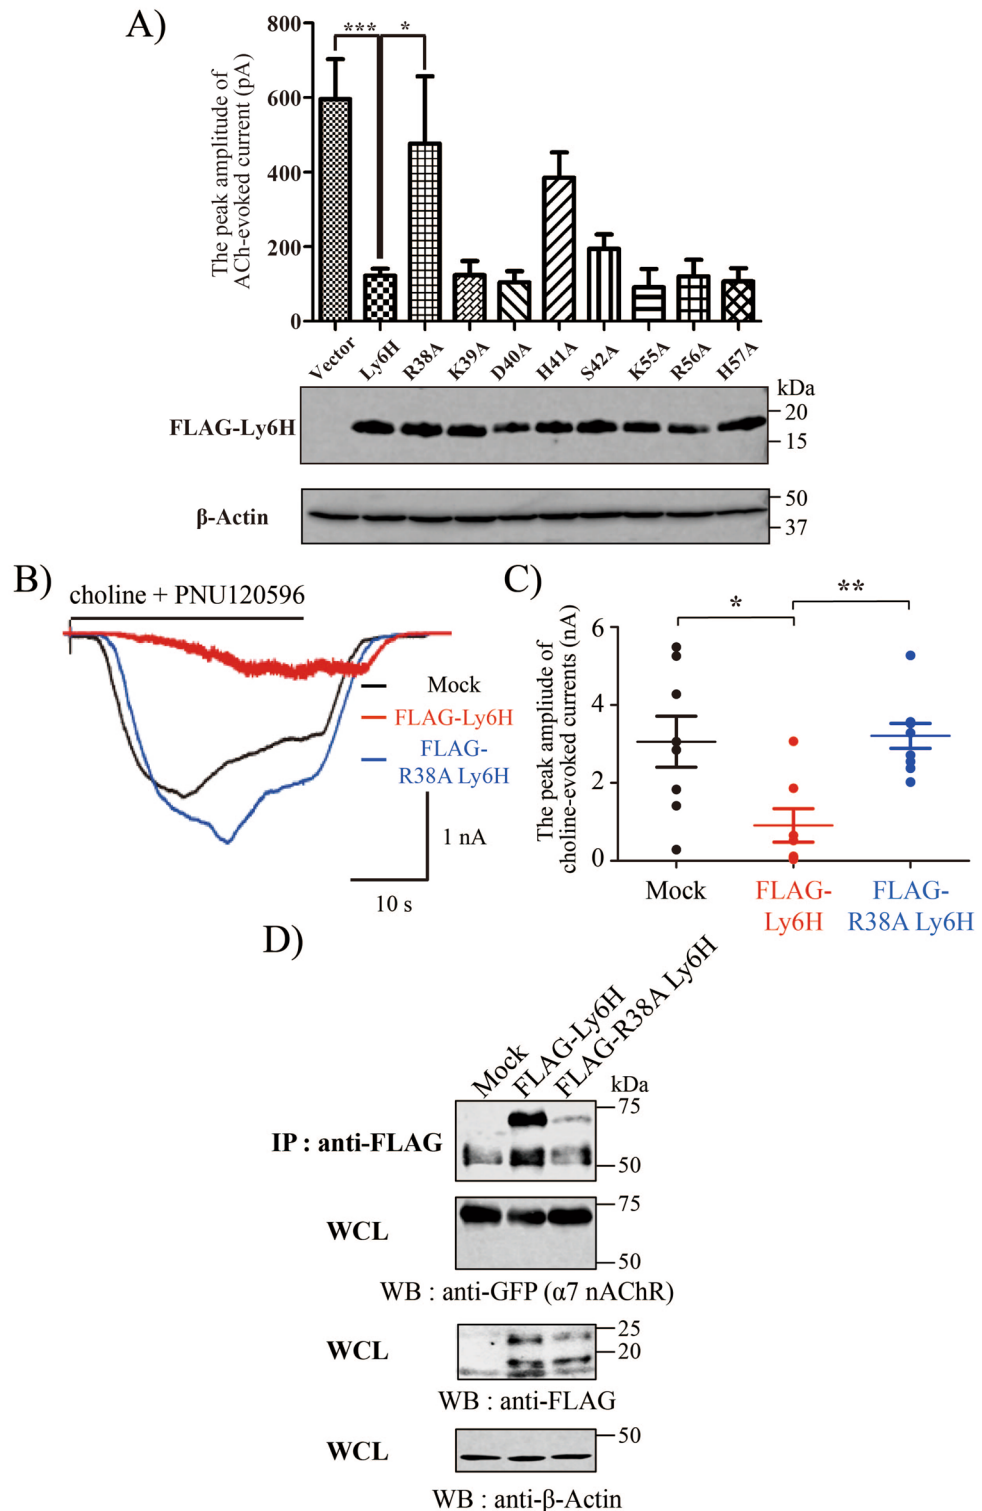 A)
The peak amplitude of
ACh-evoked current (pA)
800
600
400
200
0
***
*
Vector
Ly6H
R38A
K39A
D40A
H41A
S42A
K55A
R56A
H57A
kDa
FLAG-Ly6H
20
15
β-Actin
50
37
B)
choline + PNU120596
Mock
FLAG-Ly6H
FLAG-
R38A Ly6H
1 nA
10 s
C)
The peak ampliude of
choline-evoked currents (nA)
6
4
2
0
*
**
Mock
FLAG-
Ly6H
FLAG-
R38A Ly6H
D)
Mock
FLAG-Ly6H
FLAG-R38A Ly6H
kDa
IP : anti-FLAG
75
50
WCL
75
50
WB : anti-GFP (α7 nAChR)
WCL
25
20
WB : anti-FLAG
WCL
50
WB : anti-β-Actin